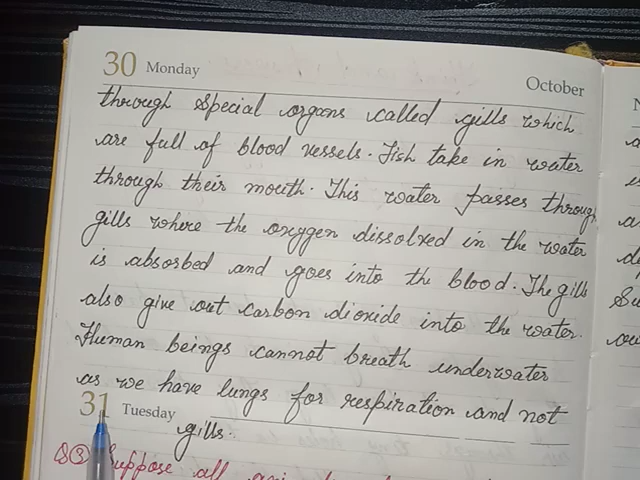 30 Monday
October
through special organs called gills which
are full of blood vessels. Fish take in water
through their mouth. This water passes through
gills where the oxygen dissolved in the water
is absorbed and goes into the blood. The gills
also give out carbon dioxide into the water.
Human beings cannot breath underwater
as we have lungs for respiration and not
31 Tuesday
gills.
Q3) Suppose all